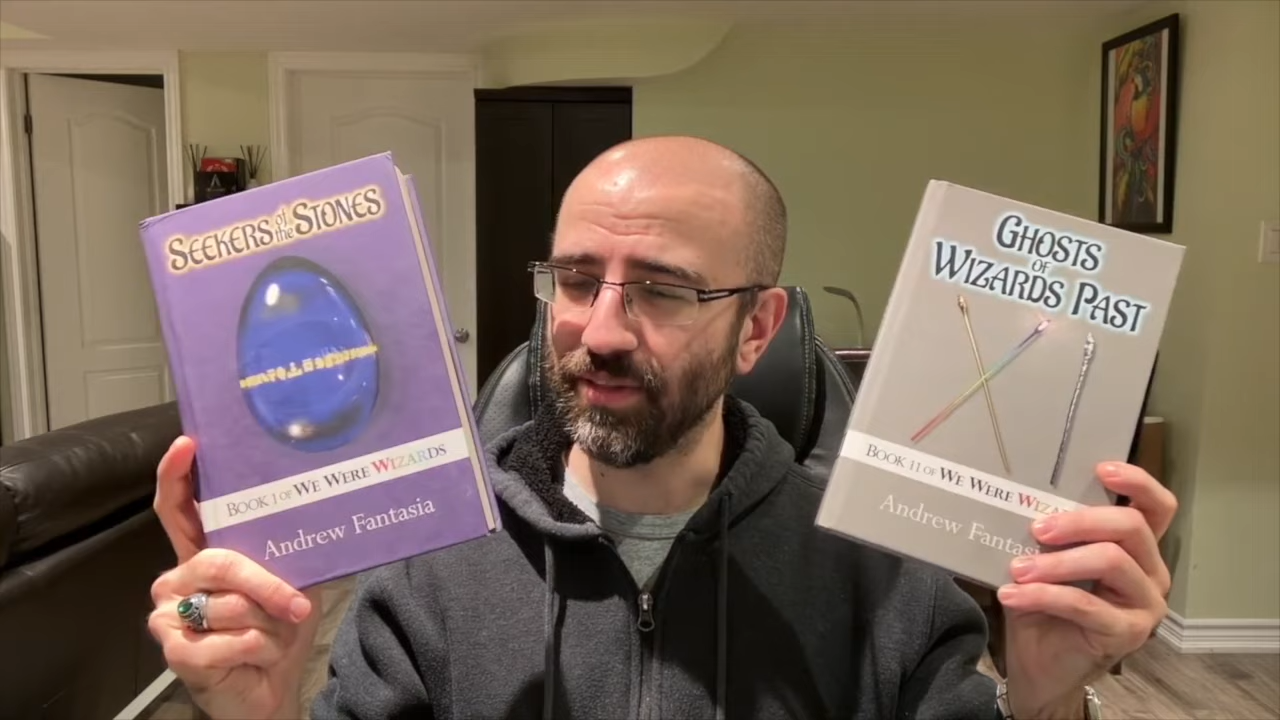 SEEKERS of the STONES
BOOK 1 OF WE WERE WIZARDS
Andrew Fantasia
GHOSTS
OF
WIZARDS PAST
BOOK 11 OF WE WERE WIZA
Andrew Fantasi